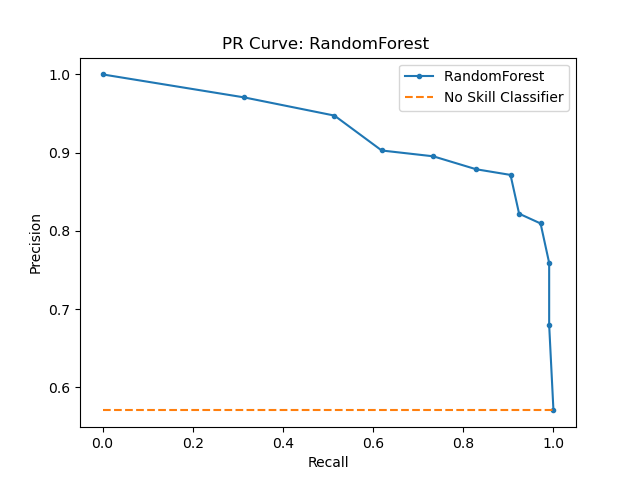 PR Curve: RandomForest
RandomForest
No Skill Classifier
1.0
0.9
0.8
0.7
0.6
Precision
0.0
0.2
0.4
0.6
0.8
1.0
Recall